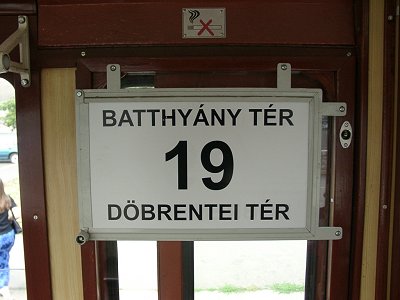 BATTHYÁNY TÉR
19
DÖBRENTEI TÉR